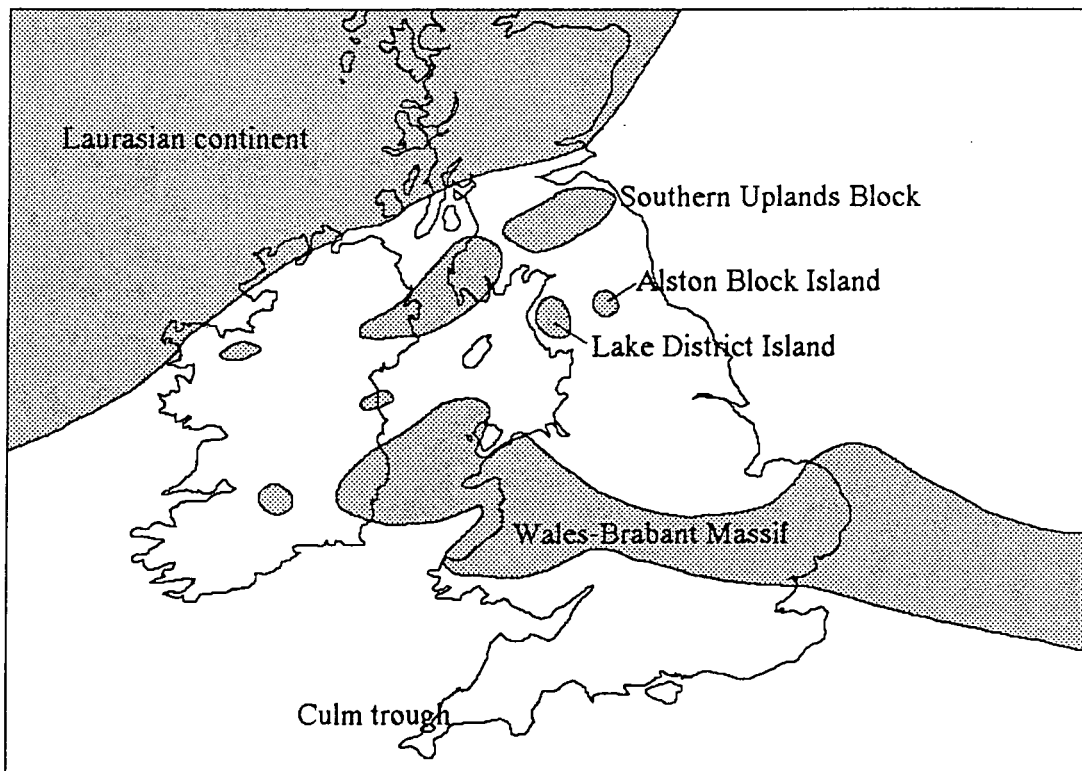 Laurasian continent
Southern Uplands Block
Alston Block Island
Lake District Island
Wales-Brabant Massif
Culm trough